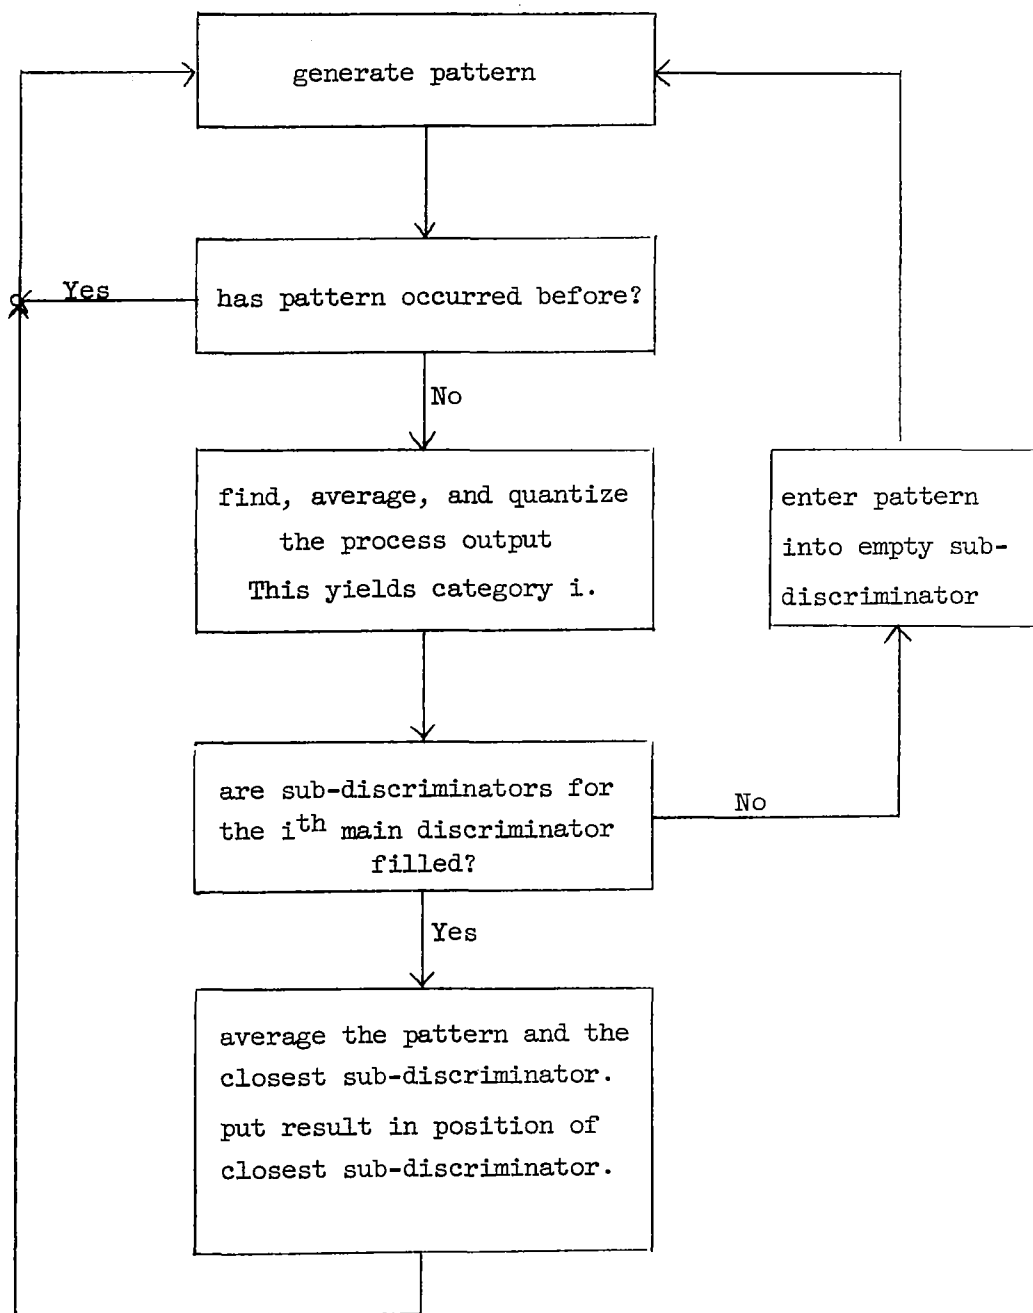 generate pattern
Yes
has pattern occurred before?
No
find, average, and quantize
the process output
This yields category i.
enter pattern
into empty sub-
discriminator
are sub-discriminators for
the i^th main discriminator
filled?
No
Yes
average the pattern and the
closest sub-discriminator.
put result in position of
closest sub-discriminator.